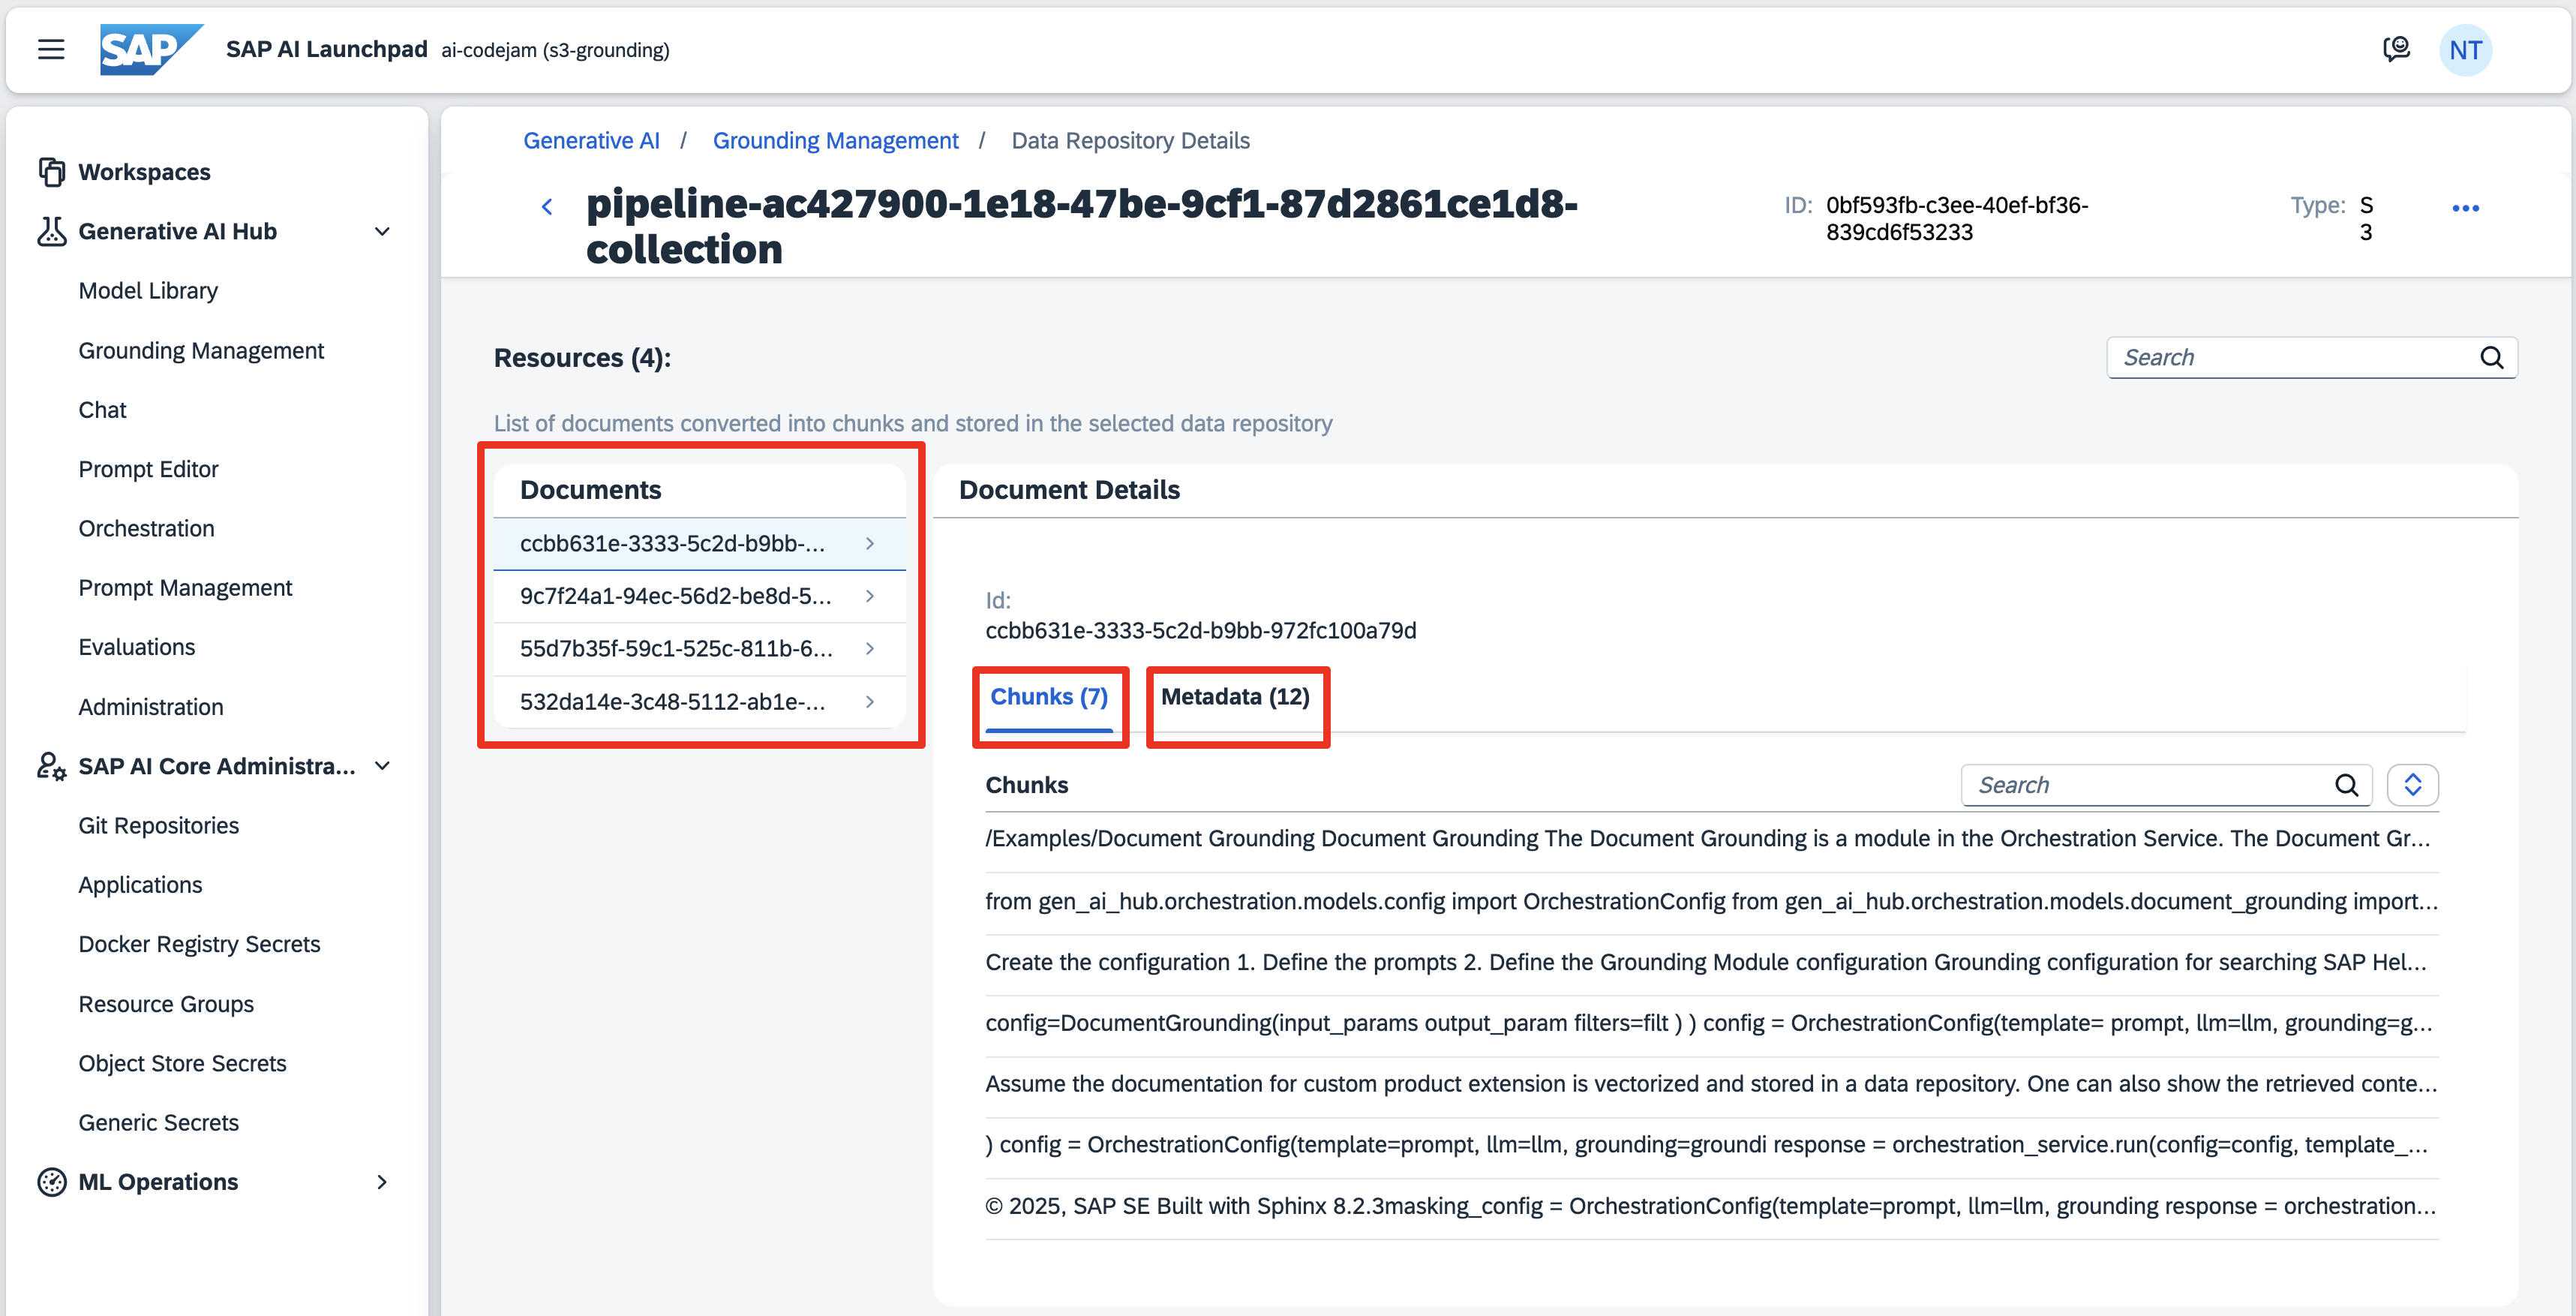 SAP SAP AI Launchpad ai-codejam (s3-grounding) NT
Workspaces
Generative AI Hub
Model Library
Grounding Management
Chat
Prompt Editor
Orchestration
Prompt Management
Evaluations
Administration
SAP AI Core Administra...
Git Repositories
Applications
Docker Registry Secrets
Resource Groups
Object Store Secrets
Generic Secrets
ML Operations
Generative AI / Grounding Management / Data Repository Details
pipeline-ac427900-1e18-47be-9cf1-87d2861ce1d8-
collection
ID: 0bf593fb-c3ee-40ef-bf36-
839cd6f53233
Type: S
3
Resources (4):
Search
List of documents converted into chunks and stored in the selected data repository
Documents
ccbb631e-3333-5c2d-b9bb-...
9c7f24a1-94ec-56d2-be8d-5...
55d7b35f-59c1-525c-811b-6...
532da14e-3c48-5112-ab1e-...
Document Details
Id:
ccbb631e-3333-5c2d-b9bb-972fc100a79d
Chunks (7) Metadata (12)
Chunks Search
/Examples/Document Grounding Document Grounding The Document Grounding is a module in the Orchestration Service. The Document Gr...
from gen_ai_hub.orchestration.models.config import OrchestrationConfig from gen_ai_hub.orchestration.models.document_grounding import...
Create the configuration 1. Define the prompts 2. Define the Grounding Module configuration Grounding configuration for searching SAP Hel...
config=DocumentGrounding(input_params output_param filters=filt ) ) config = OrchestrationConfig(template= prompt, llm=llm, grounding=g...
Assume the documentation for custom product extension is vectorized and stored in a data repository. One can also show the retrieved conte...
) config = OrchestrationConfig(template=prompt, llm=llm, grounding=groundi response = orchestration_service.run(config=config, template_...
© 2025, SAP SE Built with Sphinx 8.2.3masking_config = OrchestrationConfig(template=prompt, llm=llm, grounding response = orchestration...